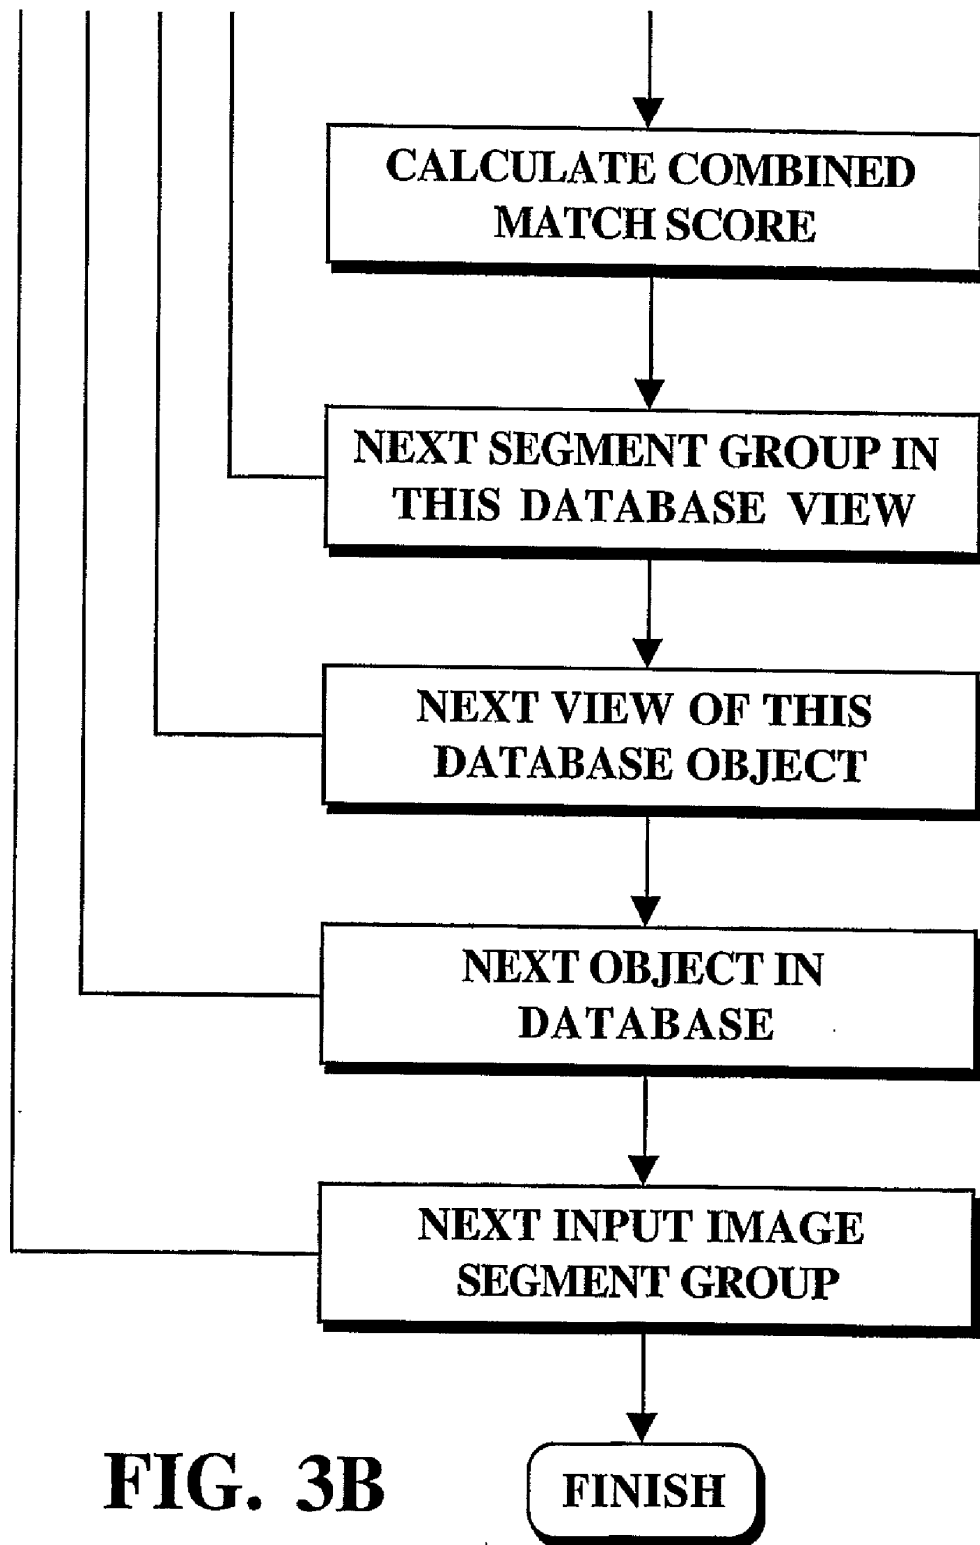 CALCULATE COMBINED
MATCH SCORE
NEXT SEGMENT GROUP IN
THIS DATABASE VIEW
NEXT VIEW OF THIS
DATABASE OBJECT
NEXT OBJECT IN
DATABASE
NEXT INPUT IMAGE
SEGMENT GROUP
FINISH
FIG. 3B